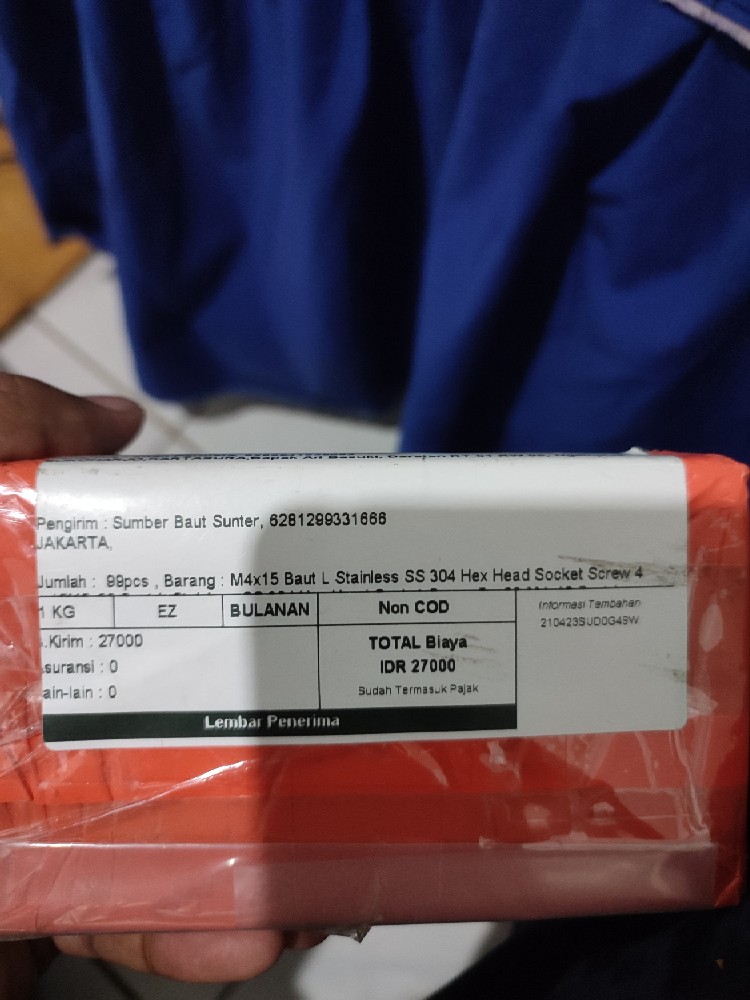 Pengirim : Sumber Baut Sunter, 6281299331666
JAKARTA,
Jumlah : 99pcs , Barang : M4x15 Baut L Stainless SS 304 Hex Head Socket Screw 4
1 KG EZ BULANAN Non COD Informasi Tambahan
210423SUD0G49W
.Kirim : 27000 TOTAL Biaya
suransi : 0 IDR 27000
ain-lain : 0 Sudah Termasuk Pajak
Lembar Penerima